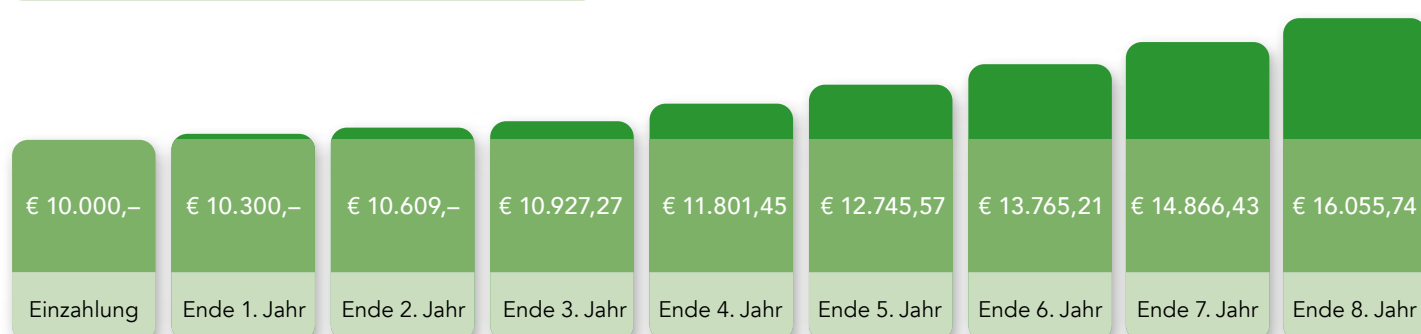 € 10.000,–
€ 10.300,–
€ 10.609,–
€ 10.927,27
€ 11.801,45
€ 12.745,57
€ 13.765,21
€ 14.866,43
€ 16.055,74
Einzahlung
Ende 1. Jahr
Ende 2. Jahr
Ende 3. Jahr
Ende 4. Jahr
Ende 5. Jahr
Ende 6. Jahr
Ende 7. Jahr
Ende 8. Jahr